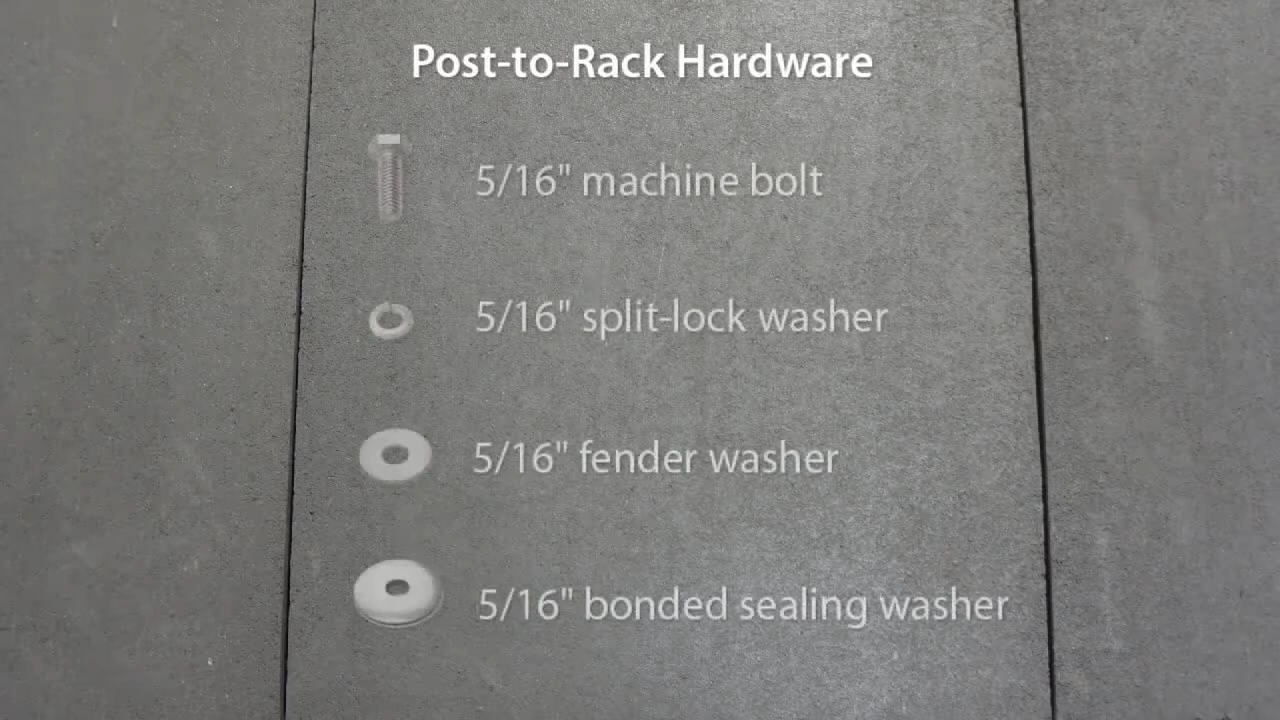 Post-to-Rack Hardware
5/16" machine bolt
5/16" split-lock washer
5/16" fender washer
5/16" bonded sealing washer